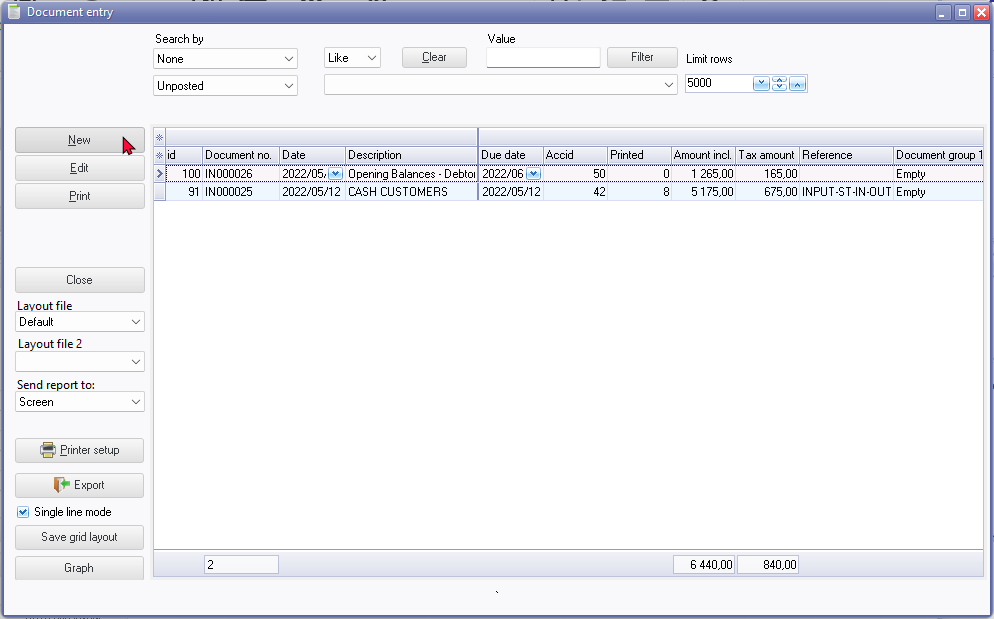 Document entry
Search by
Value
None
Like
Clear
Filter
Limit rows
Unposted
5000
New
Edit
Print
Close
Layout file
Default
Layout file 2
Send report to:
Screen
Printer setup
Export
Single line mode
Save grid layout
Graph
id Document no. Date Description Due date Accid Printed Amount incl. Tax amount Reference Document group 1
100 IN000026 2022/05/ Opening Balances - Debtor 2022/06 50 0 1 265,00 165,00 Empty
91 IN000025 2022/05/12 CASH CUSTOMERS 2022/05/12 42 8 5 175,00 675,00 INPUT-ST-IN-OUT Empty
2 6 440,00 840,00